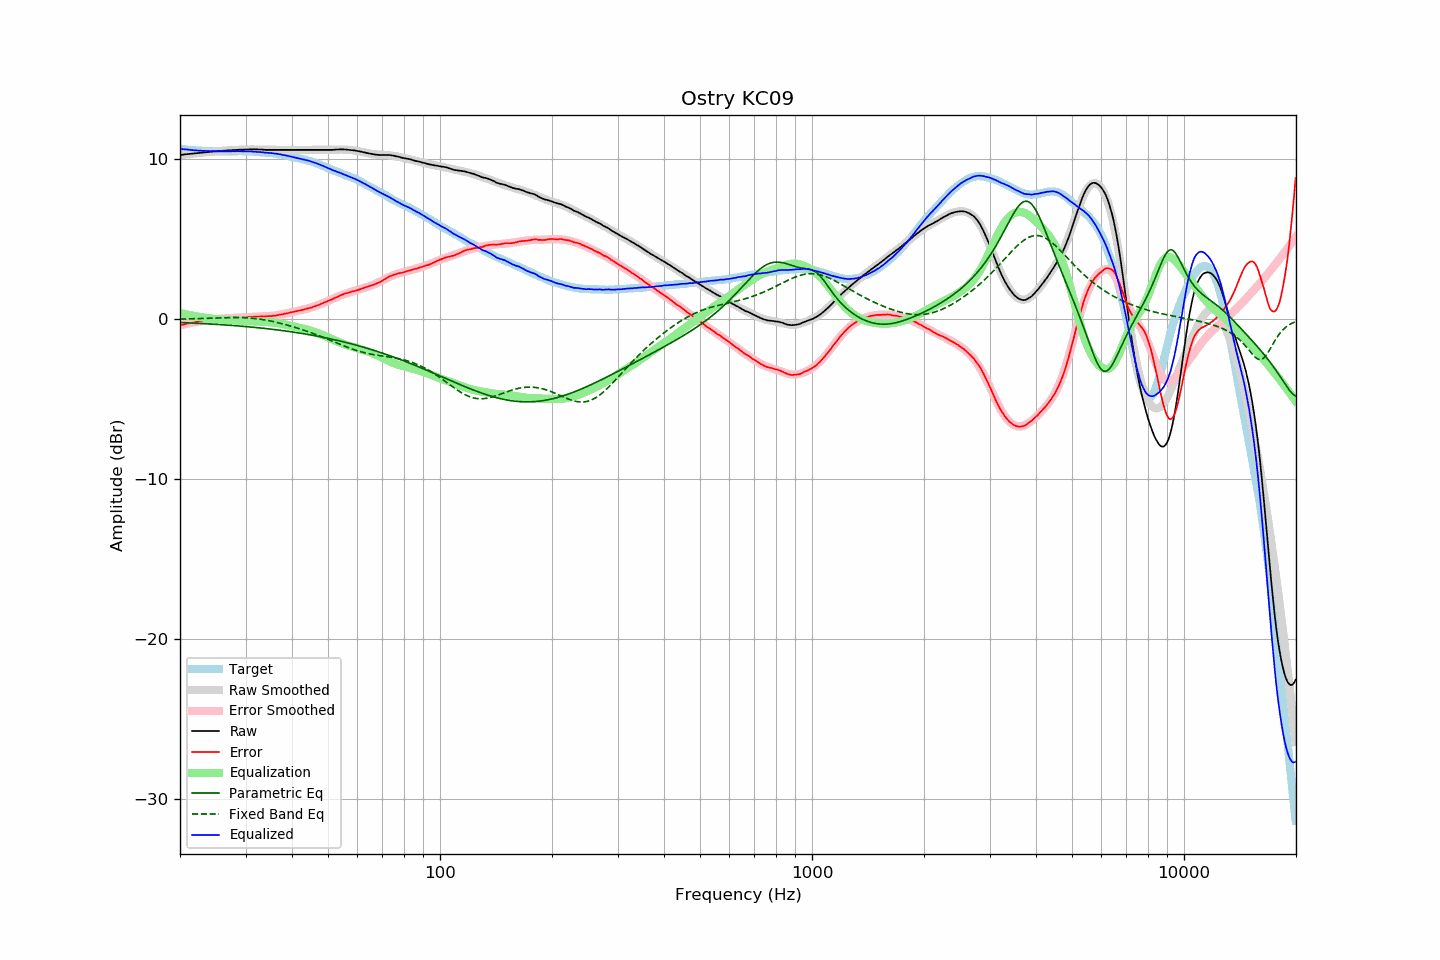 Ostry KC09
10
0
−10
−20
−30
Amplitude (dBr)
Target
Raw Smoothed
Error Smoothed
Raw
Error
Equalization
Parametric Eq
Fixed Band Eq
Equalized
100
1000
10000
Frequency (Hz)